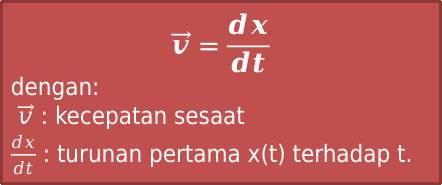 v⃗ = dx/dt
dengan:
v⃗ : kecepatan sesaat
dx/dt : turunan pertama x(t) terhadap t.